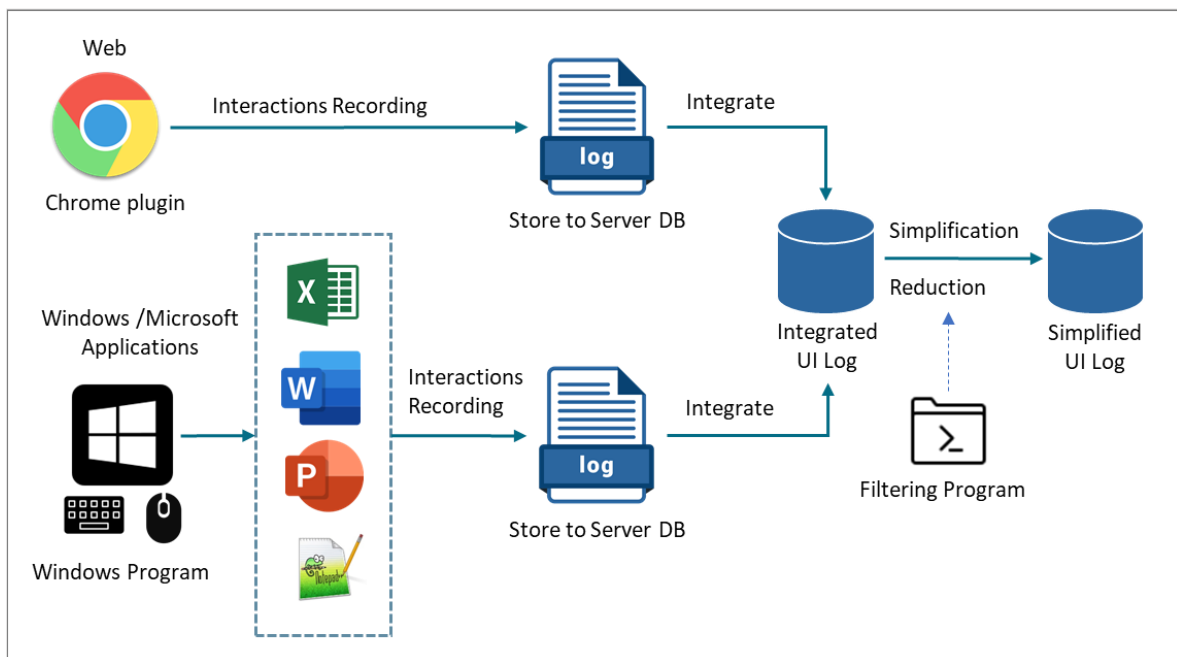 Web
Interactions Recording
Integrate
log
Chrome plugin
Store to Server DB
Simplification
Reduction
Integrated
UI Log
Simplified
UI Log
Windows /Microsoft
Applications
X
W
P
Notepad++
Interactions
Recording
Integrate
log
Windows Program
Store to Server DB
Filtering Program